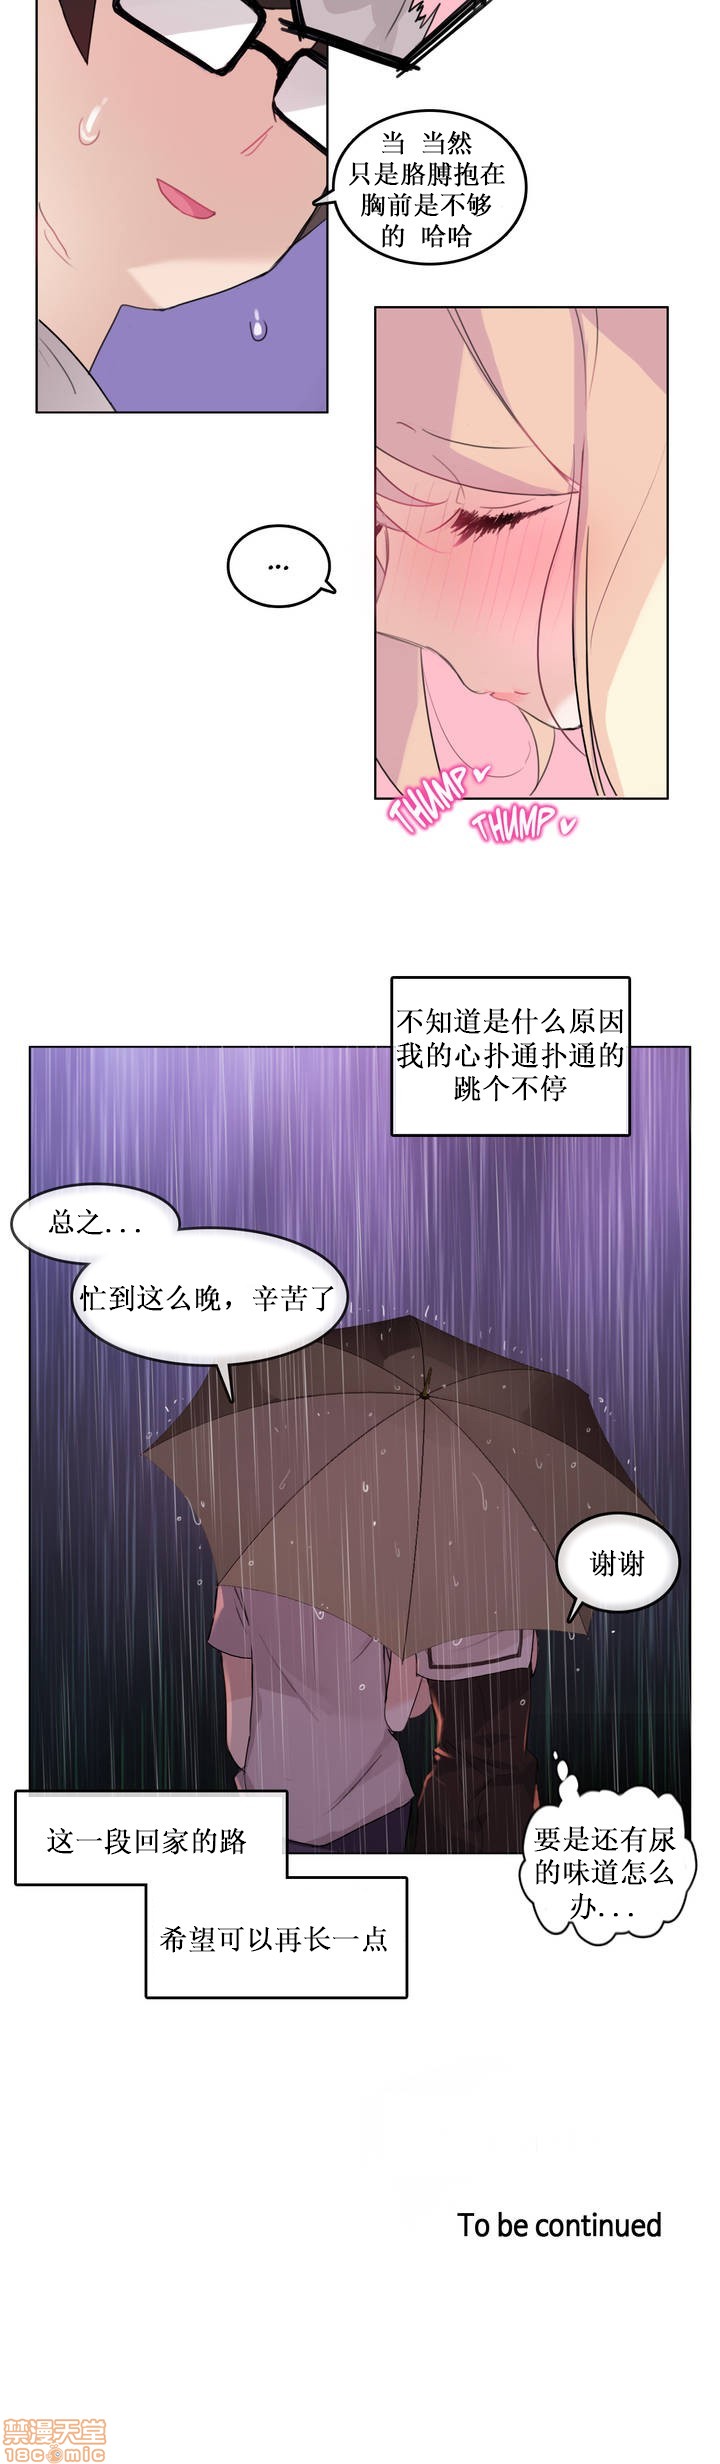 当 当然
只是胳膊抱在
胸前是不够
的 哈哈
...
THUMP
THUMP
不知道是什么原因
我的心扑通扑通的
跳个不停
总之...
忙到这么晚，辛苦了
谢谢
这一段回家的路
要是还有尿
的味道怎么
办...
希望可以再长一点
To be continued
禁漫天堂
18comic